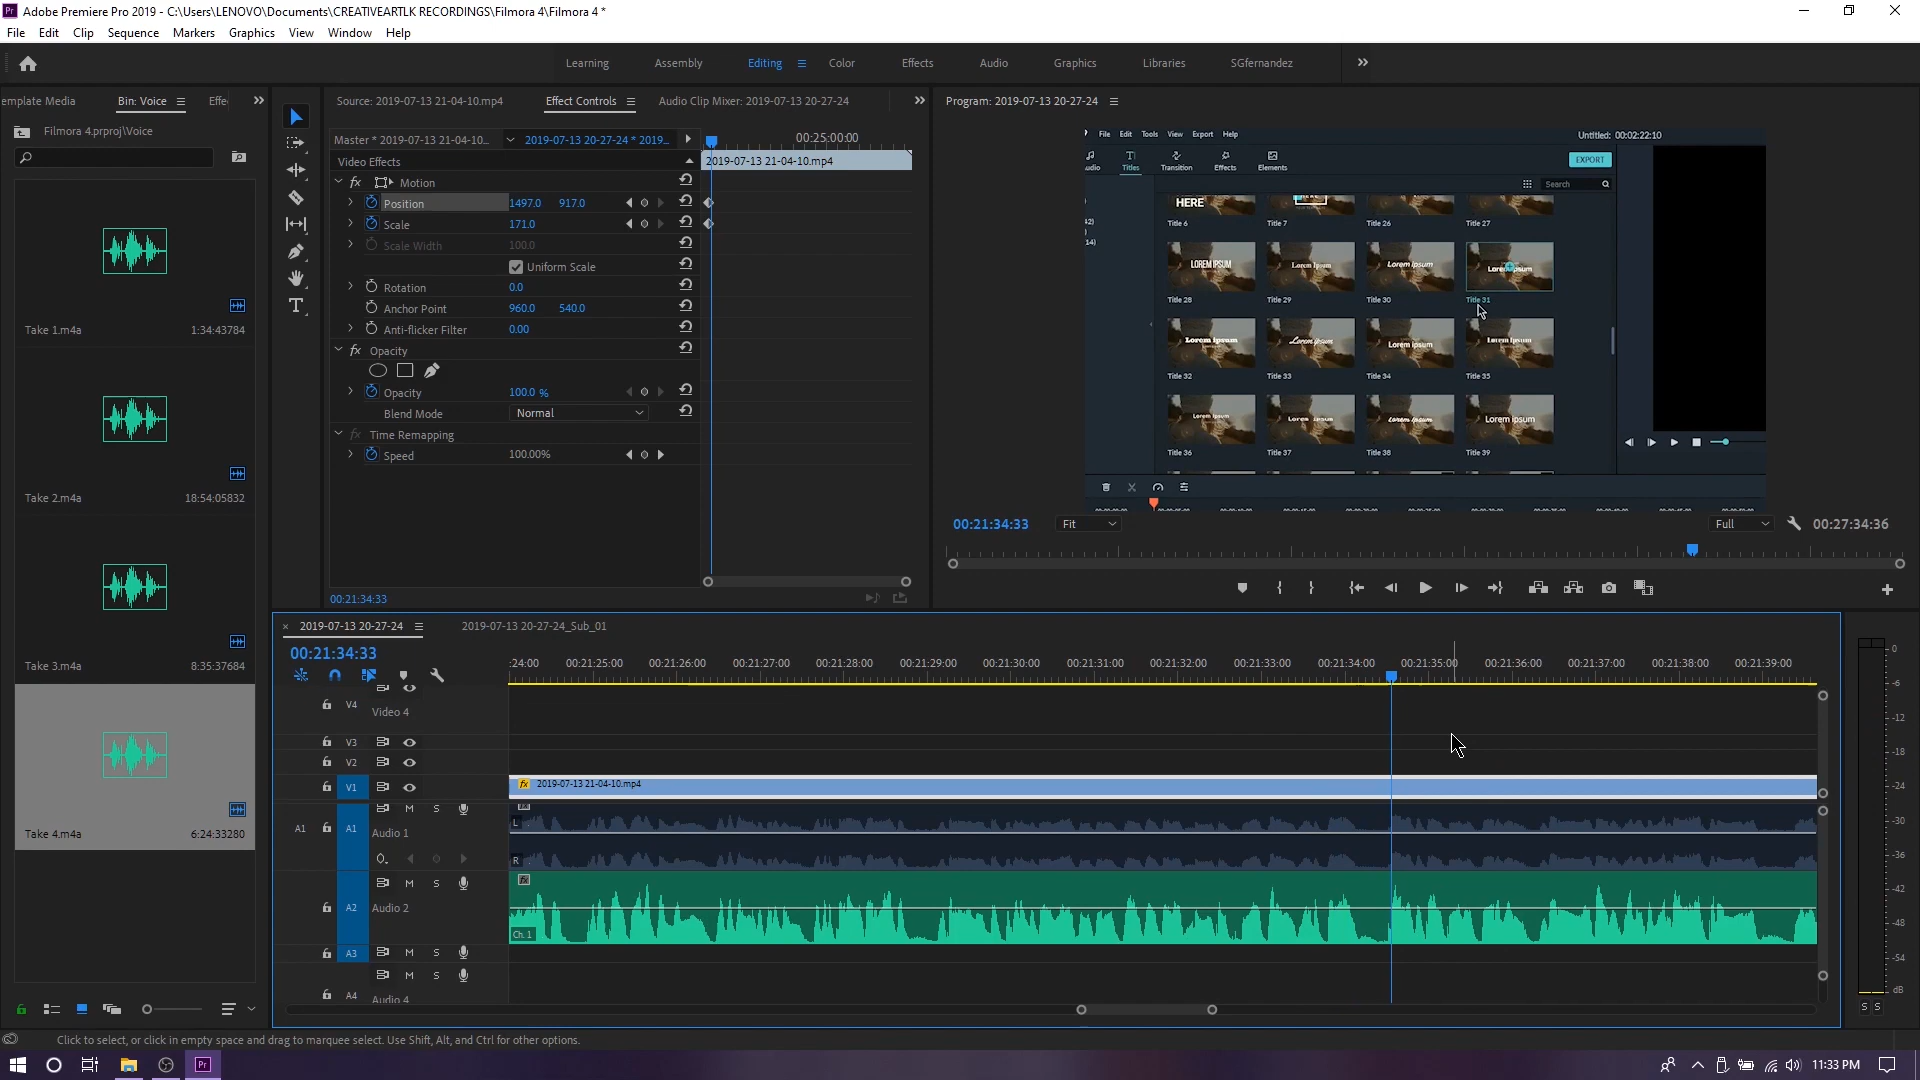 Adobe Premiere Pro 2019 - C:\Users\LENOVO\Documents\CREATIVEARTLK RECORDINGS\Filmora 4\Filmora 4 *
File Edit Clip Sequence Markers Graphics View Window Help
Learning Assembly Editing Color Effects Audio Graphics Libraries SGfernandez
emplate Media Bin: Voice Effe
Filmora 4.prproj\Voice
Take 1.m4a 1:34:43784
Take 2.m4a 18:54:05832
Take 3.m4a 8:35:37684
Take 4.m4a 6:24:33280
Source: 2019-07-13 21-04-10.mp4 Effect Controls Audio Clip Mixer: 2019-07-13 20-27-24
Master * 2019-07-13 21-04-10... 2019-07-13 20-27-24 * 2019... 00:25:00:00
Video Effects 2019-07-13 21-04-10.mp4
fx Motion
Position 1497.0 917.0
Scale 171.0
Scale Width 100.0
Uniform Scale
Rotation 0.0
Anchor Point 960.0 540.0
Anti-flicker Filter 0.00
fx Opacity
Opacity 100.0 %
Blend Mode Normal
fx Time Remapping
Speed 100.00%
00:21:34:33
Program: 2019-07-13 20-27-24
File Edit Tools View Export Help Untitled: 00:02:22:10
udio Titles Transition Effects Elements EXPORT
Search
42)
14)
HERE
Title 6 Title 7 Title 26 Title 27
LOREM IPSUM Lorem Ipsum Lorem Ipsum Lorem Ipsum
Title 28 Title 29 Title 30 Title 31
Lorem Ipsum Lorem Ipsum Lorem Ipsum Lorem Ipsum
Title 32 Title 33 Title 34 Title 35
Lorem Ipsum Lorem Ipsum Lorem Ipsum Lorem Ipsum
Title 36 Title 37 Title 38 Title 39
00:21:34:33 Fit Full 00:27:34:36
2019-07-13 20-27-24 2019-07-13 20-27-24_Sub_01
00:21:34:33
:24:00 00:21:25:00 00:21:26:00 00:21:27:00 00:21:28:00 00:21:29:00 00:21:30:00 00:21:31:00 00:21:32:00 00:21:33:00 00:21:34:00 00:21:35:00 00:21:36:00 00:21:37:00 00:21:38:00 00:21:39:00
V4 Video 4
V3
V2
V1 fx 2019-07-13 21-04-10.mp4
A1 A1 M S Audio 1 fx L R
A2 M S Audio 2 fx Ch. 1
A3 M S
A4 M S Audio 4
0
-6
-12
-18
-24
-30
-36
-42
-48
-54
dB
S S
Click to select, or click in empty space and drag to marquee select. Use Shift, Alt, and Ctrl for other options.
Pr 11:33 PM